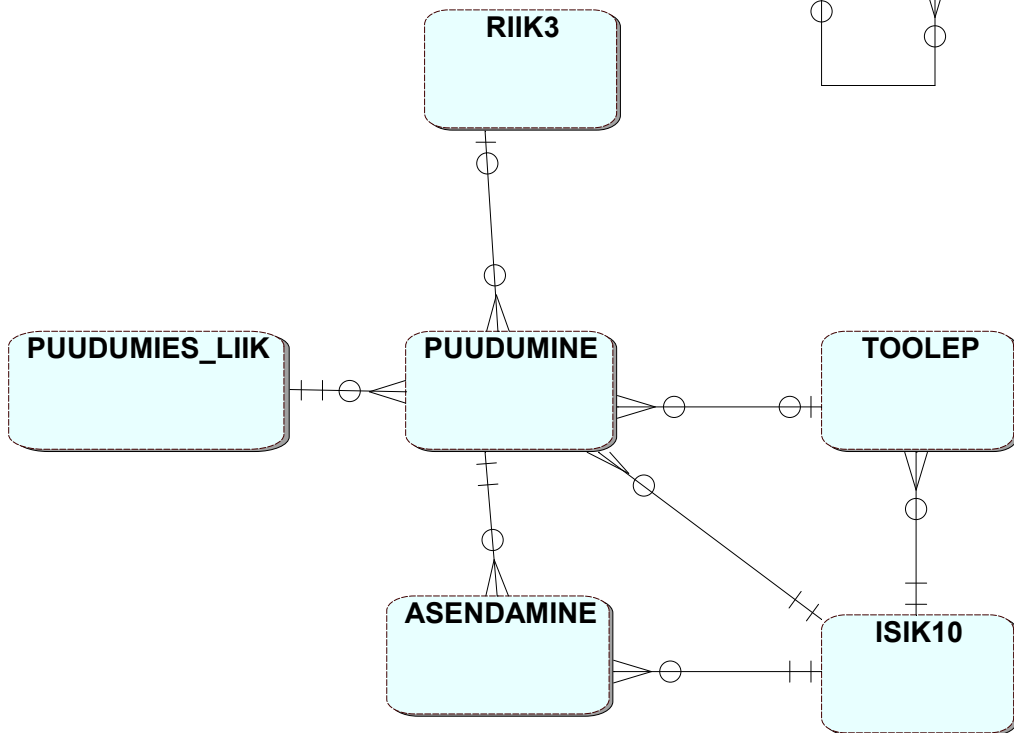 RIIK3
PUUDUMIES_LIIK
PUUDUMINE
TOOLEP
ASENDAMINE
ISIK10